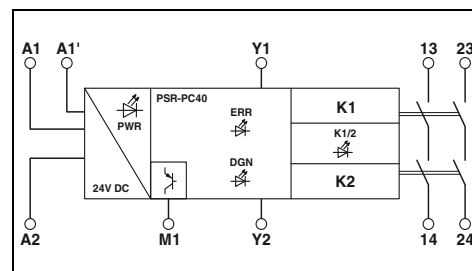 A1 A1' Y1 13 23
PSR-PC40
PWR
ERR
K1
K1/2
DGN
24V DC
K2
A2 M1 Y2 14 24